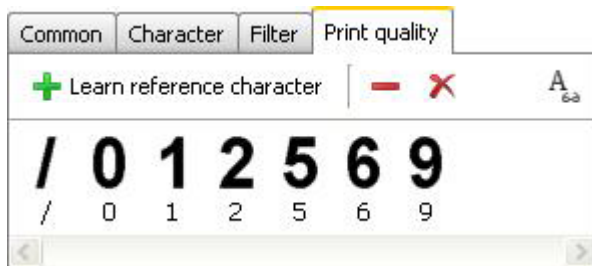 Common Character Filter Print quality
Learn reference character A 6a
/ 0 1 2 5 6 9
/ 0 1 2 5 6 9